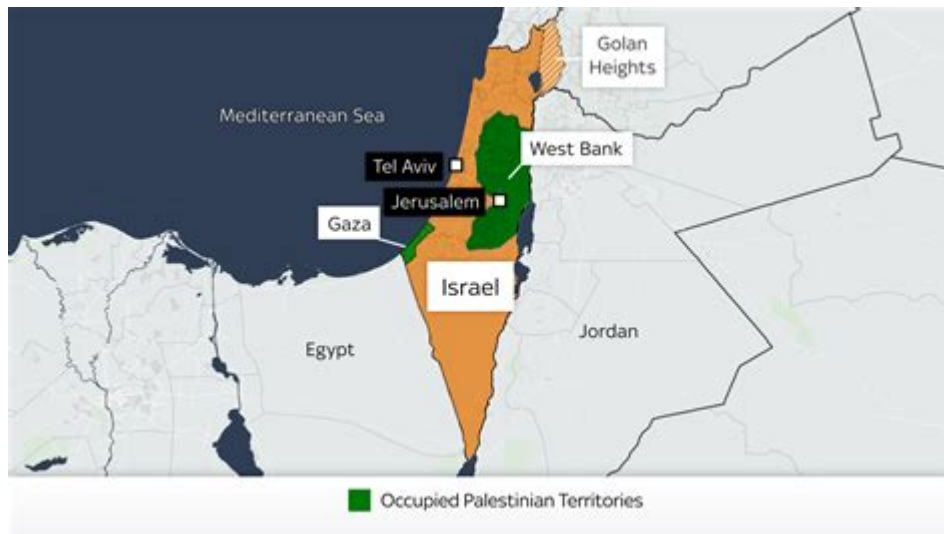 Golan
Heights
Mediterranean Sea
West Bank
Tel Aviv
Jerusalem
Gaza
Israel
Jordan
Egypt
Occupied Palestinian Territories